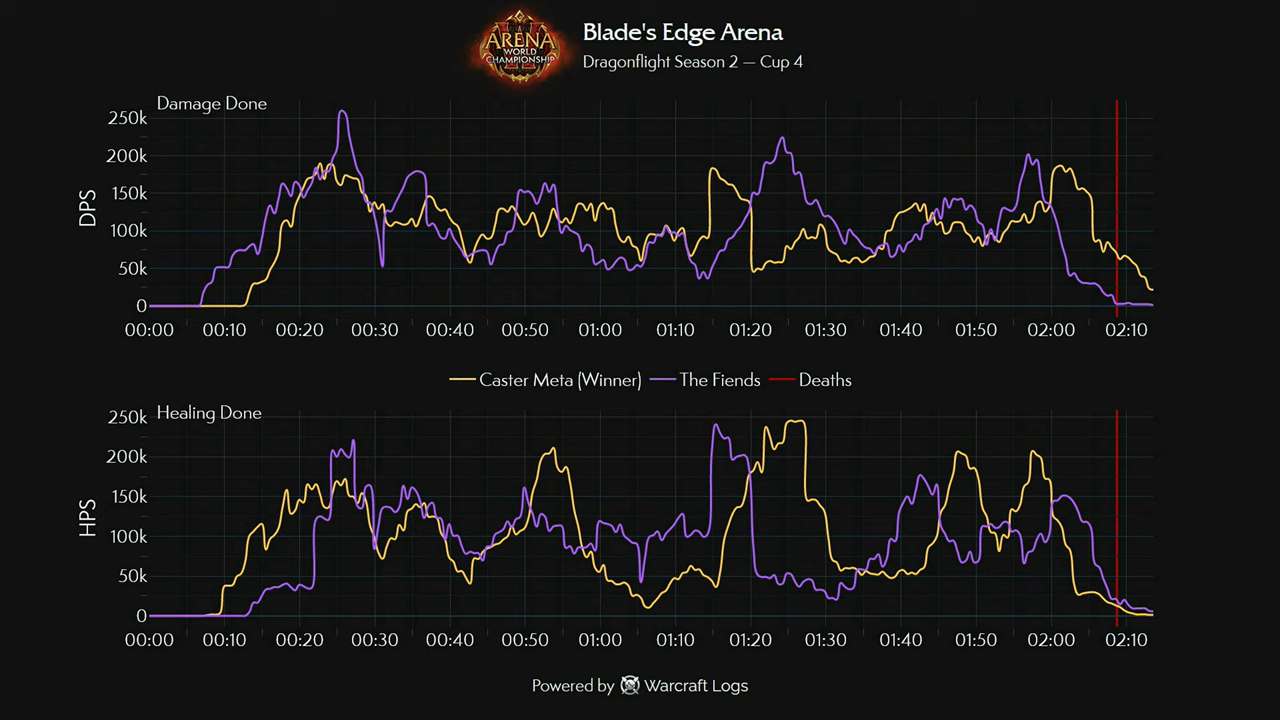 ARENA
WORLD
CHAMPIONSHIP
Blade's Edge Arena
Dragonflight Season 2 — Cup 4
Damage Done
DPS
250k
200k
150k
100k
50k
0
00:00 00:10 00:20 00:30 00:40 00:50 01:00 01:10 01:20 01:30 01:40 01:50 02:00 02:10
Caster Meta (Winner) The Fiends Deaths
Healing Done
HPS
250k
200k
150k
100k
50k
0
00:00 00:10 00:20 00:30 00:40 00:50 01:00 01:10 01:20 01:30 01:40 01:50 02:00 02:10
Powered by Warcraft Logs